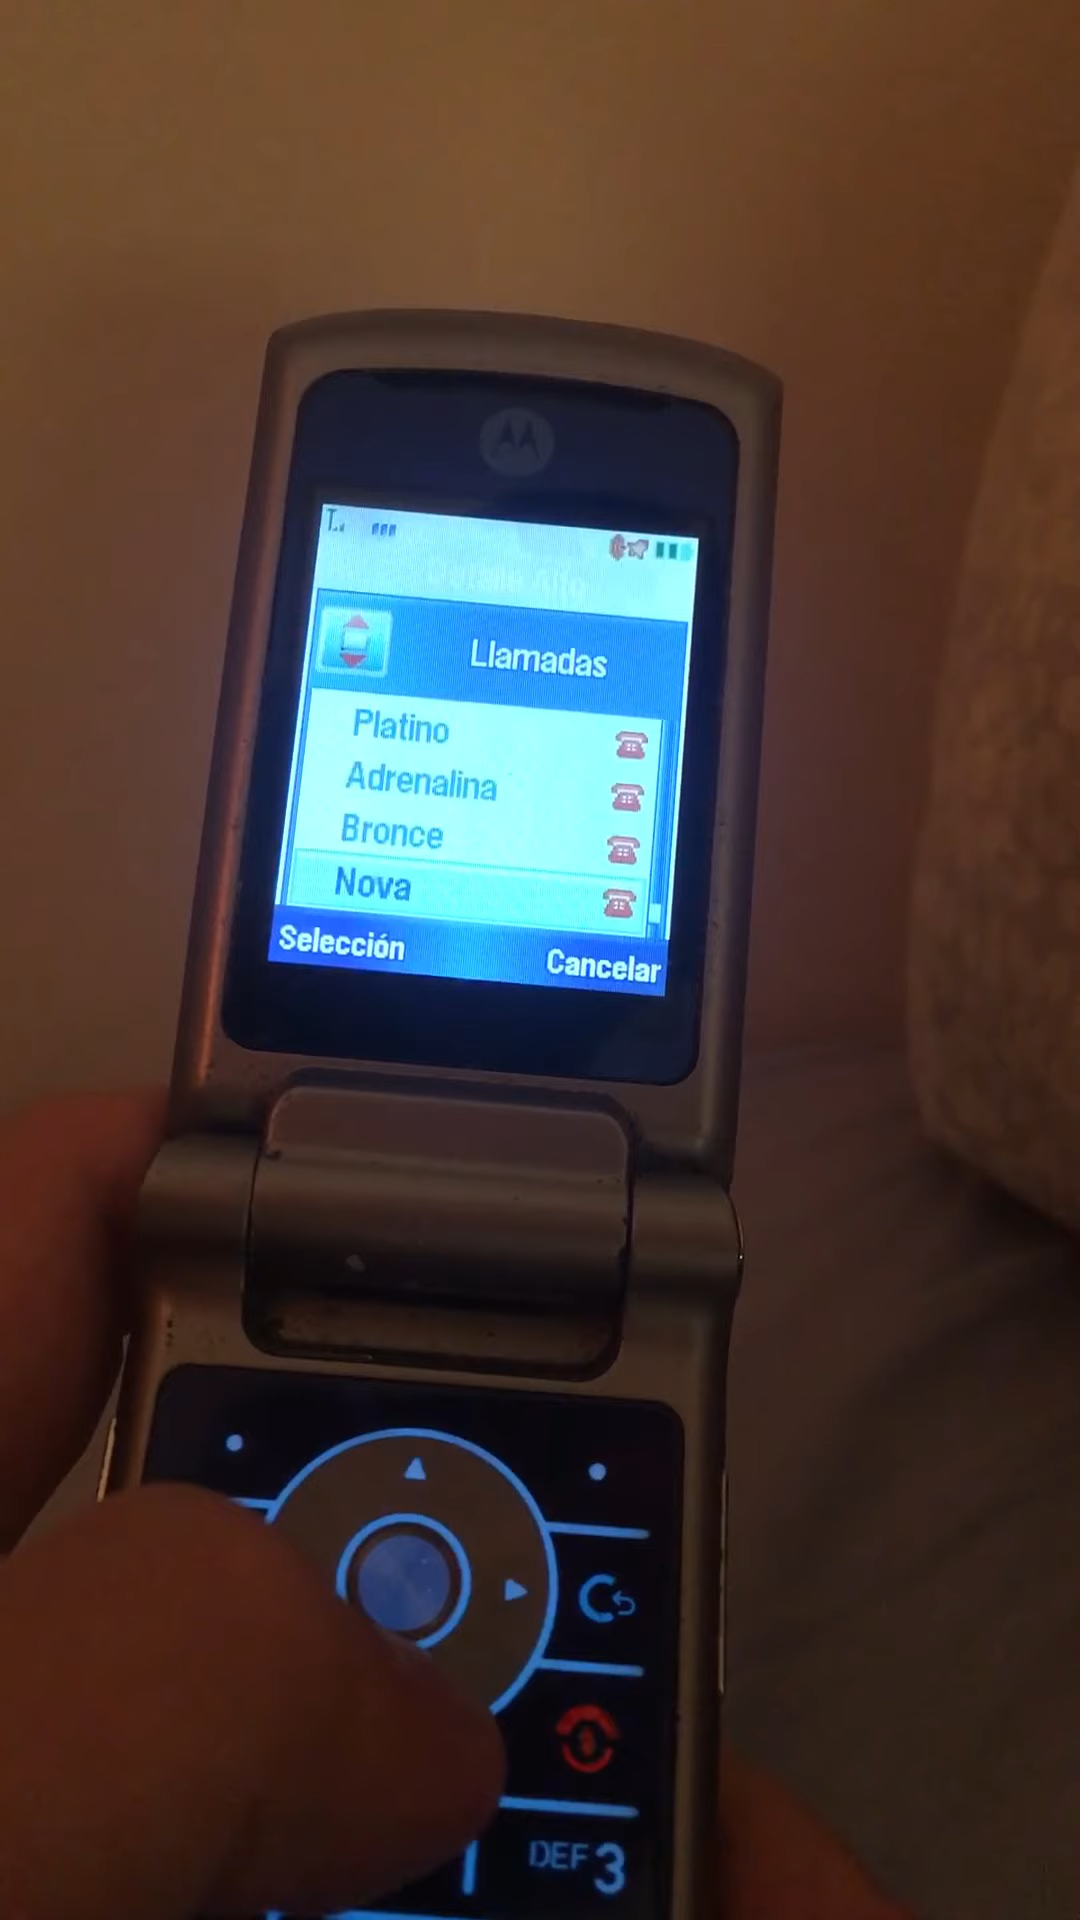 Llamadas
Platino
Adrenalina
Bronce
Nova
Selección
Cancelar
DEF 3